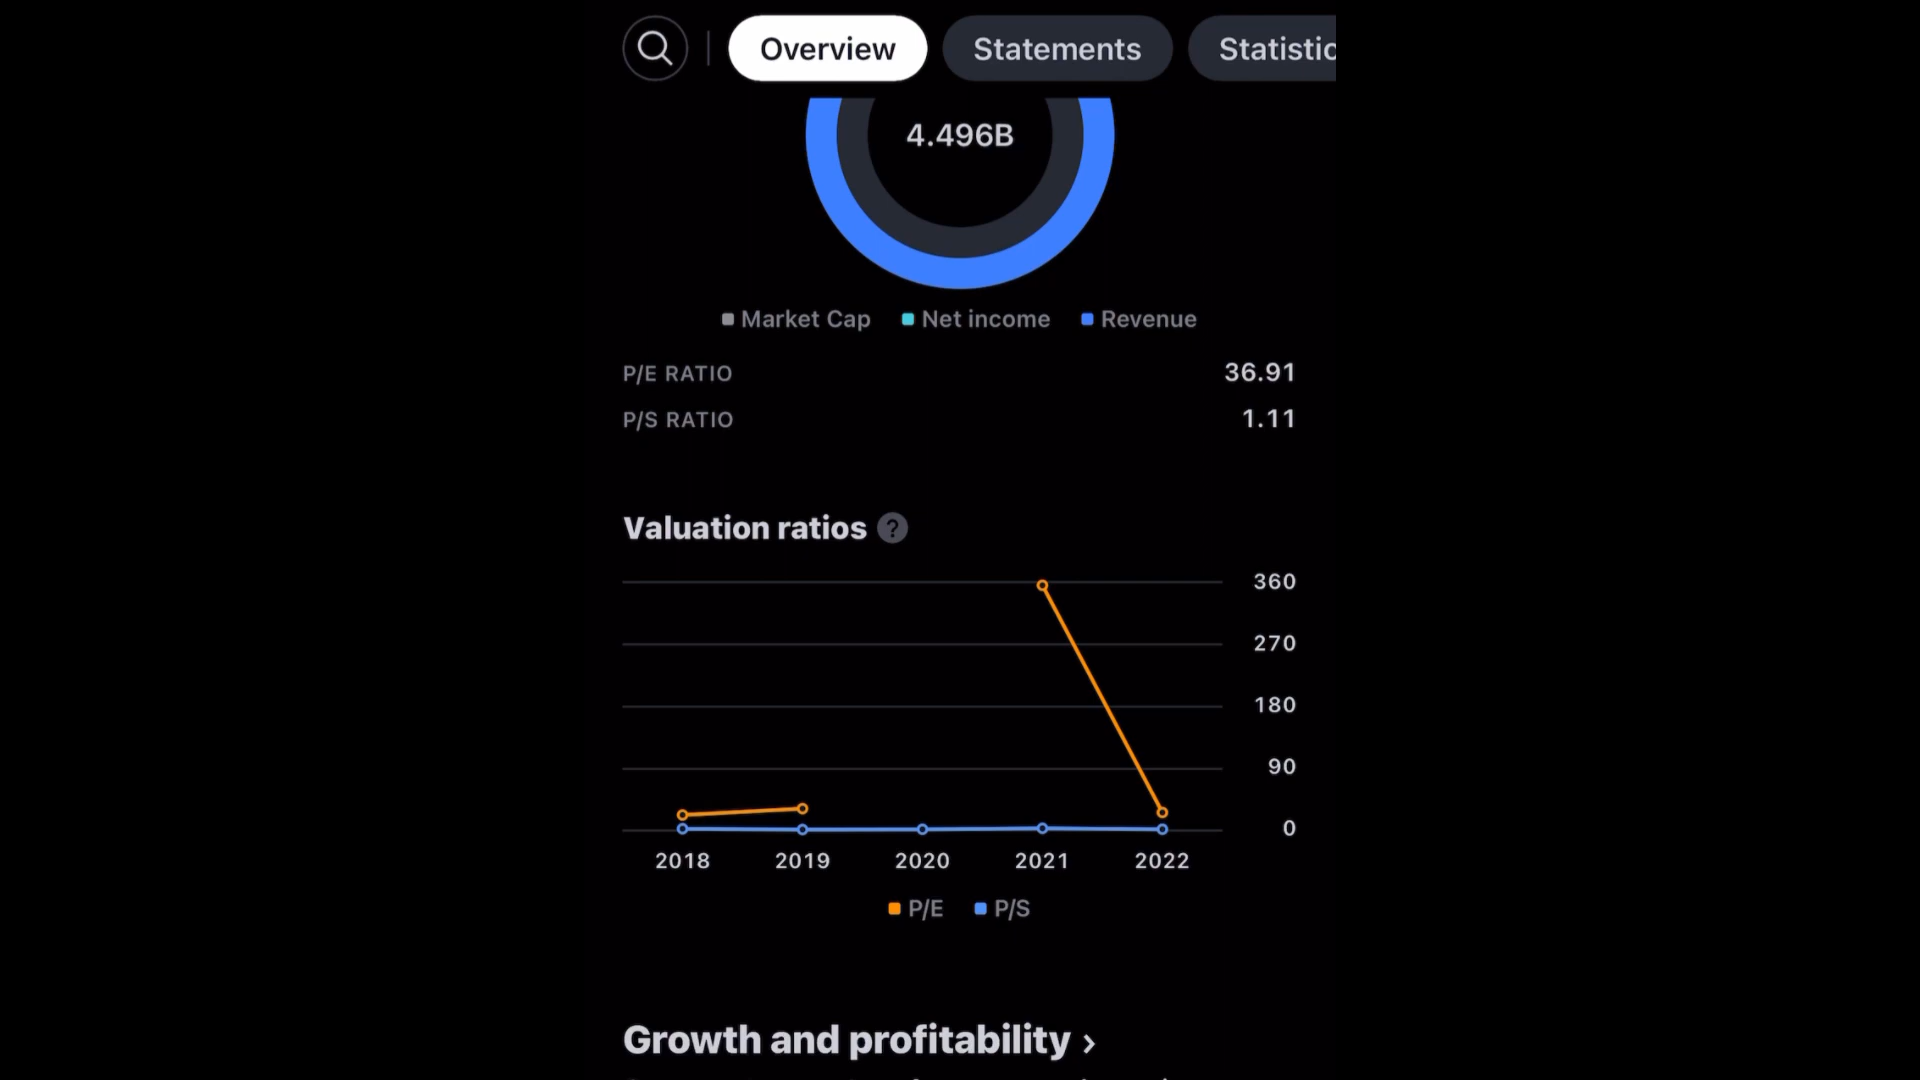 Overview Statements Statistic
4.496B
Market Cap Net income Revenue
P/E RATIO 36.91
P/S RATIO 1.11
Valuation ratios ?
360
270
180
90
0
2018 2019 2020 2021 2022
P/E P/S
Growth and profitability ›